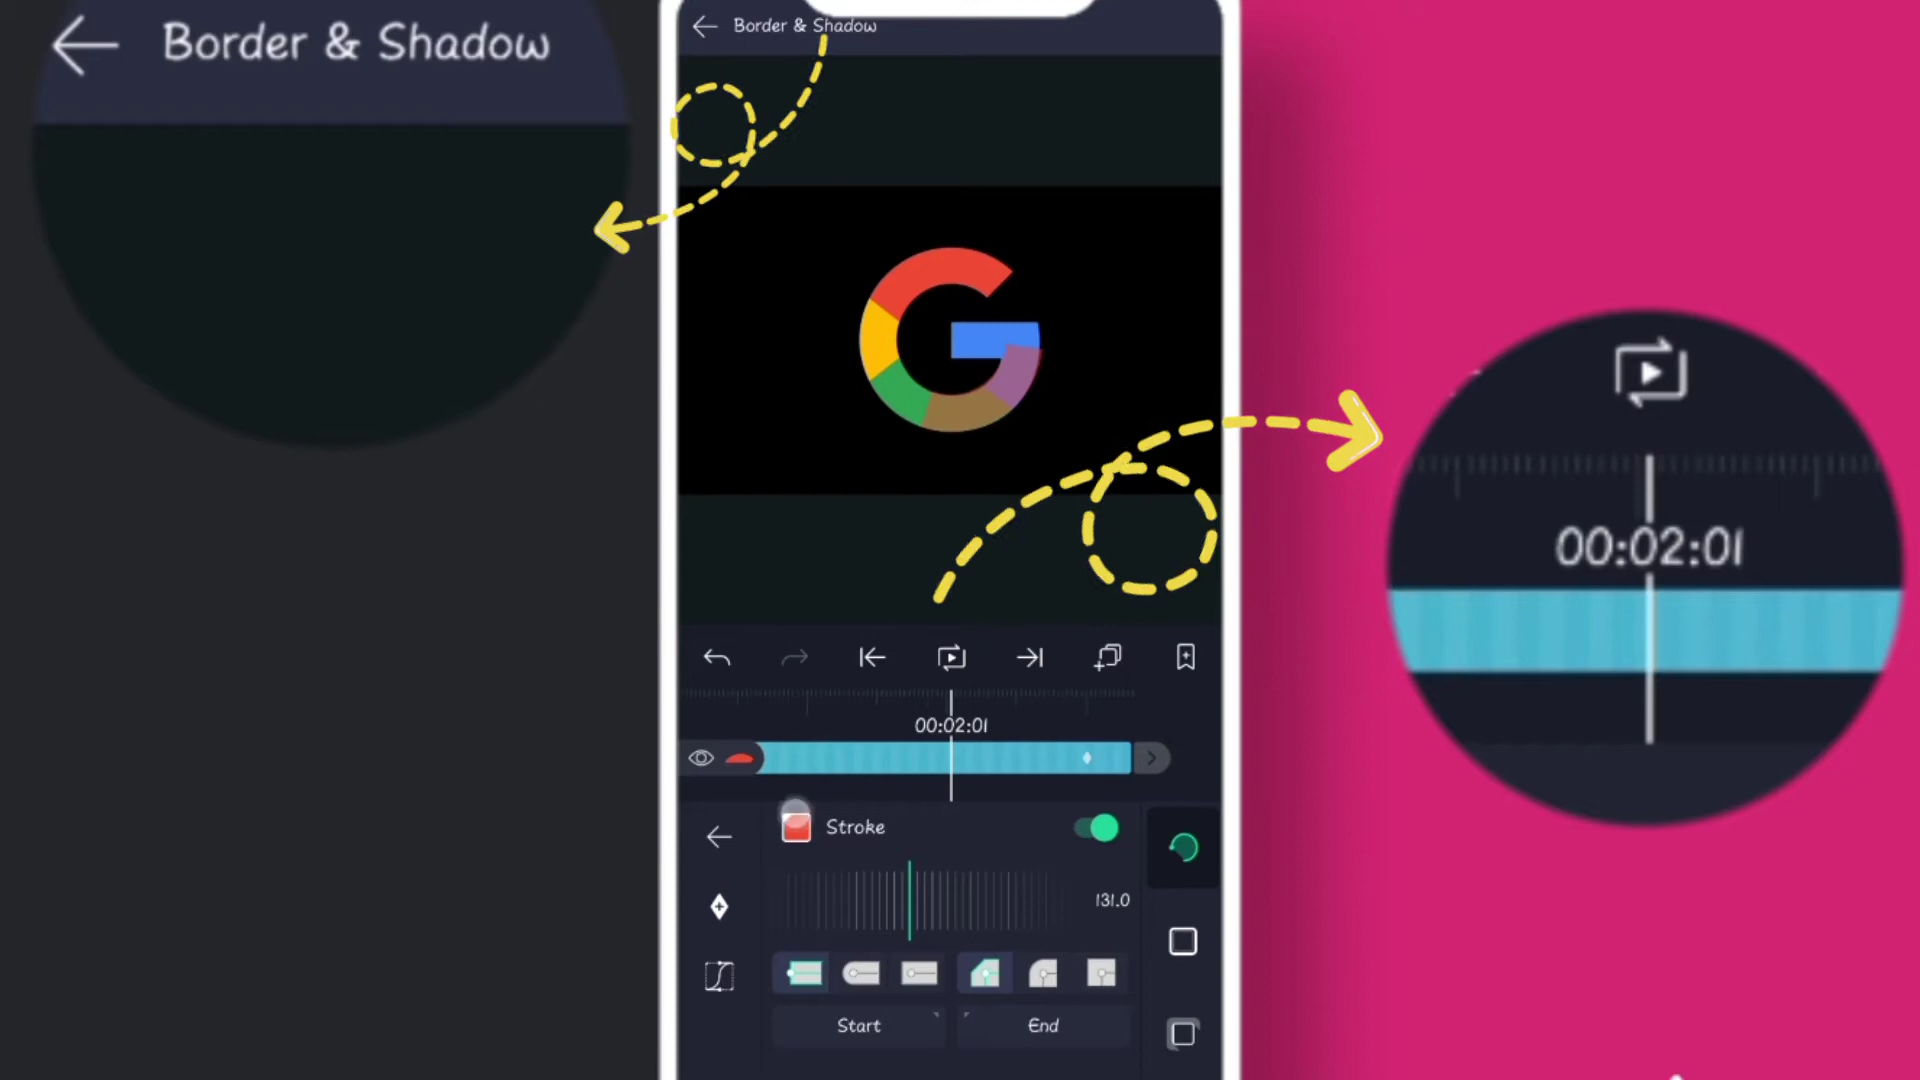 Border & Shadow
Border & Shadow
00:02:01
00:02:01
Stroke
131.0
Start
End